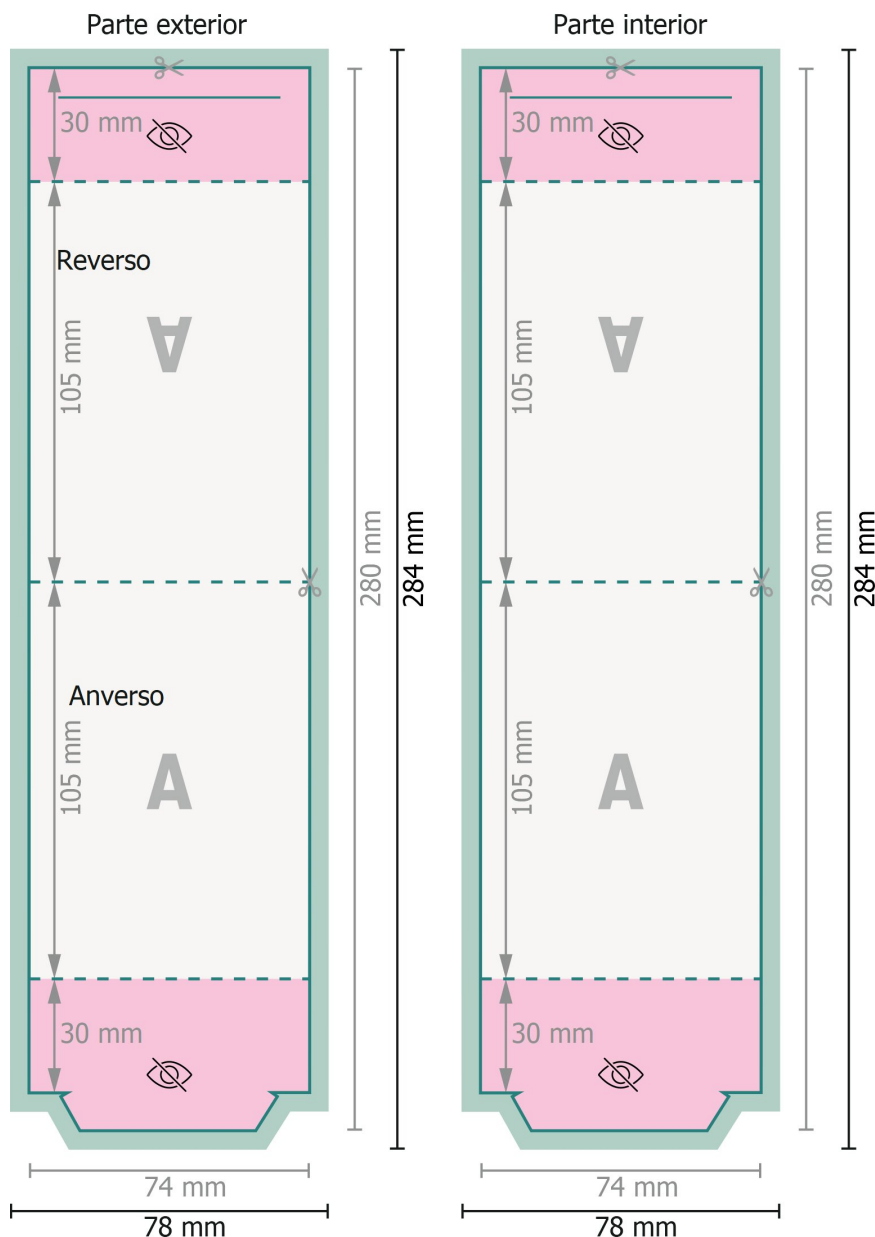 Parte exterior
30 mm
Reverso
A
105 mm
Anverso
A
105 mm
30 mm
280 mm
284 mm
74 mm
78 mm
Parte interior
30 mm
A
105 mm
A
105 mm
30 mm
280 mm
284 mm
74 mm
78 mm